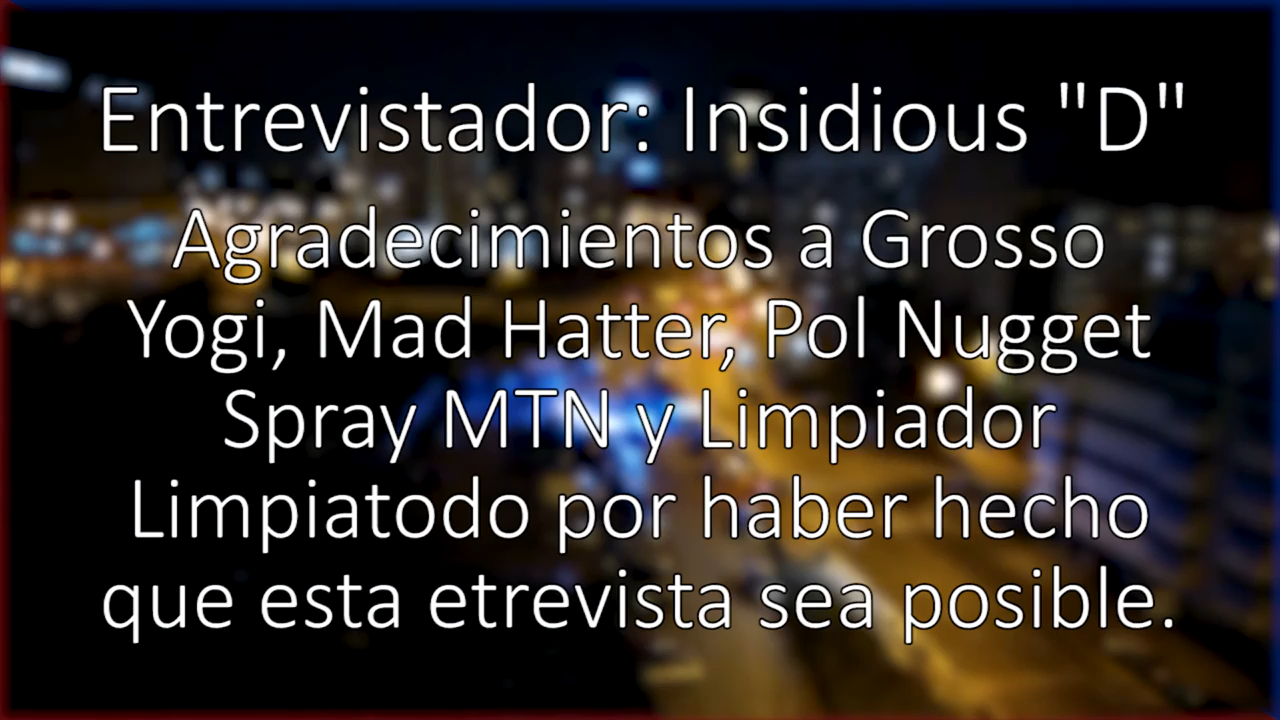 Entrevistador: Insidious "D"
Agradecimientos a Grosso
Yogi, Mad Hatter, Pol Nugget
Spray MTN y Limpiador
Limpiatodo por haber hecho
que esta etrevista sea posible.